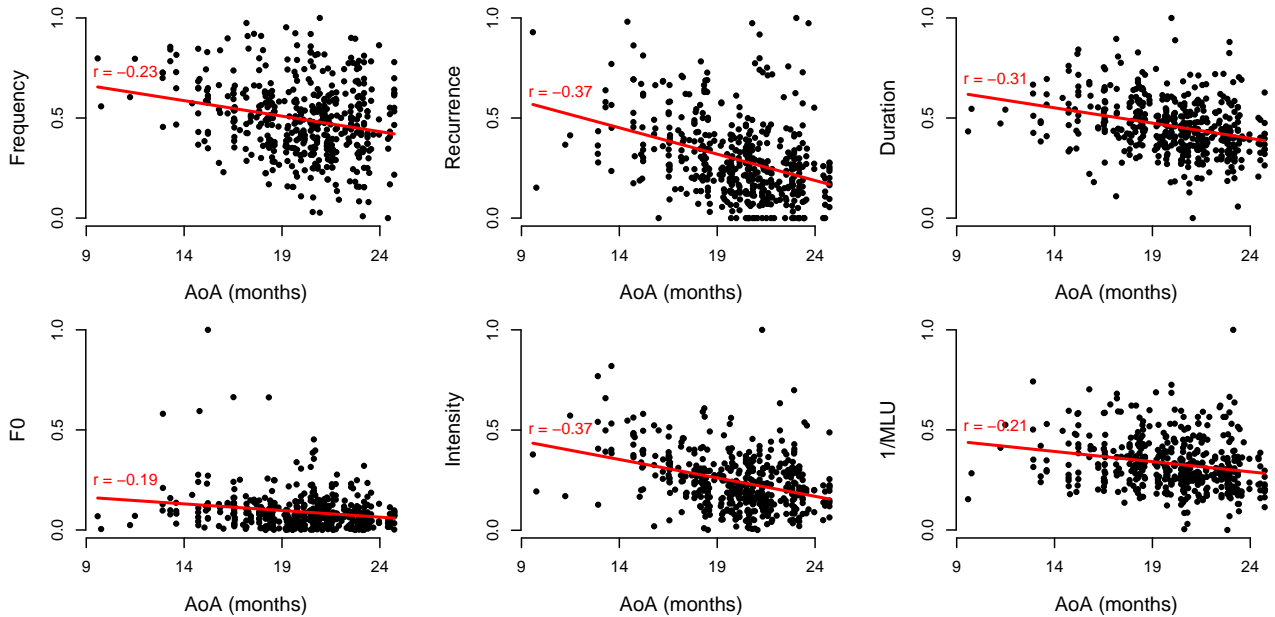 Frequency
1.0
0.5
0.0
r = −0.23
9 14 19 24
AoA (months)
Recurrence
1.0
0.5
0.0
r = −0.37
9 14 19 24
AoA (months)
Duration
1.0
0.5
0.0
r = −0.31
9 14 19 24
AoA (months)
F0
1.0
0.5
0.0
r = −0.19
9 14 19 24
AoA (months)
Intensity
1.0
0.5
0.0
r = −0.37
9 14 19 24
AoA (months)
1/MLU
1.0
0.5
0.0
r = −0.21
9 14 19 24
AoA (months)